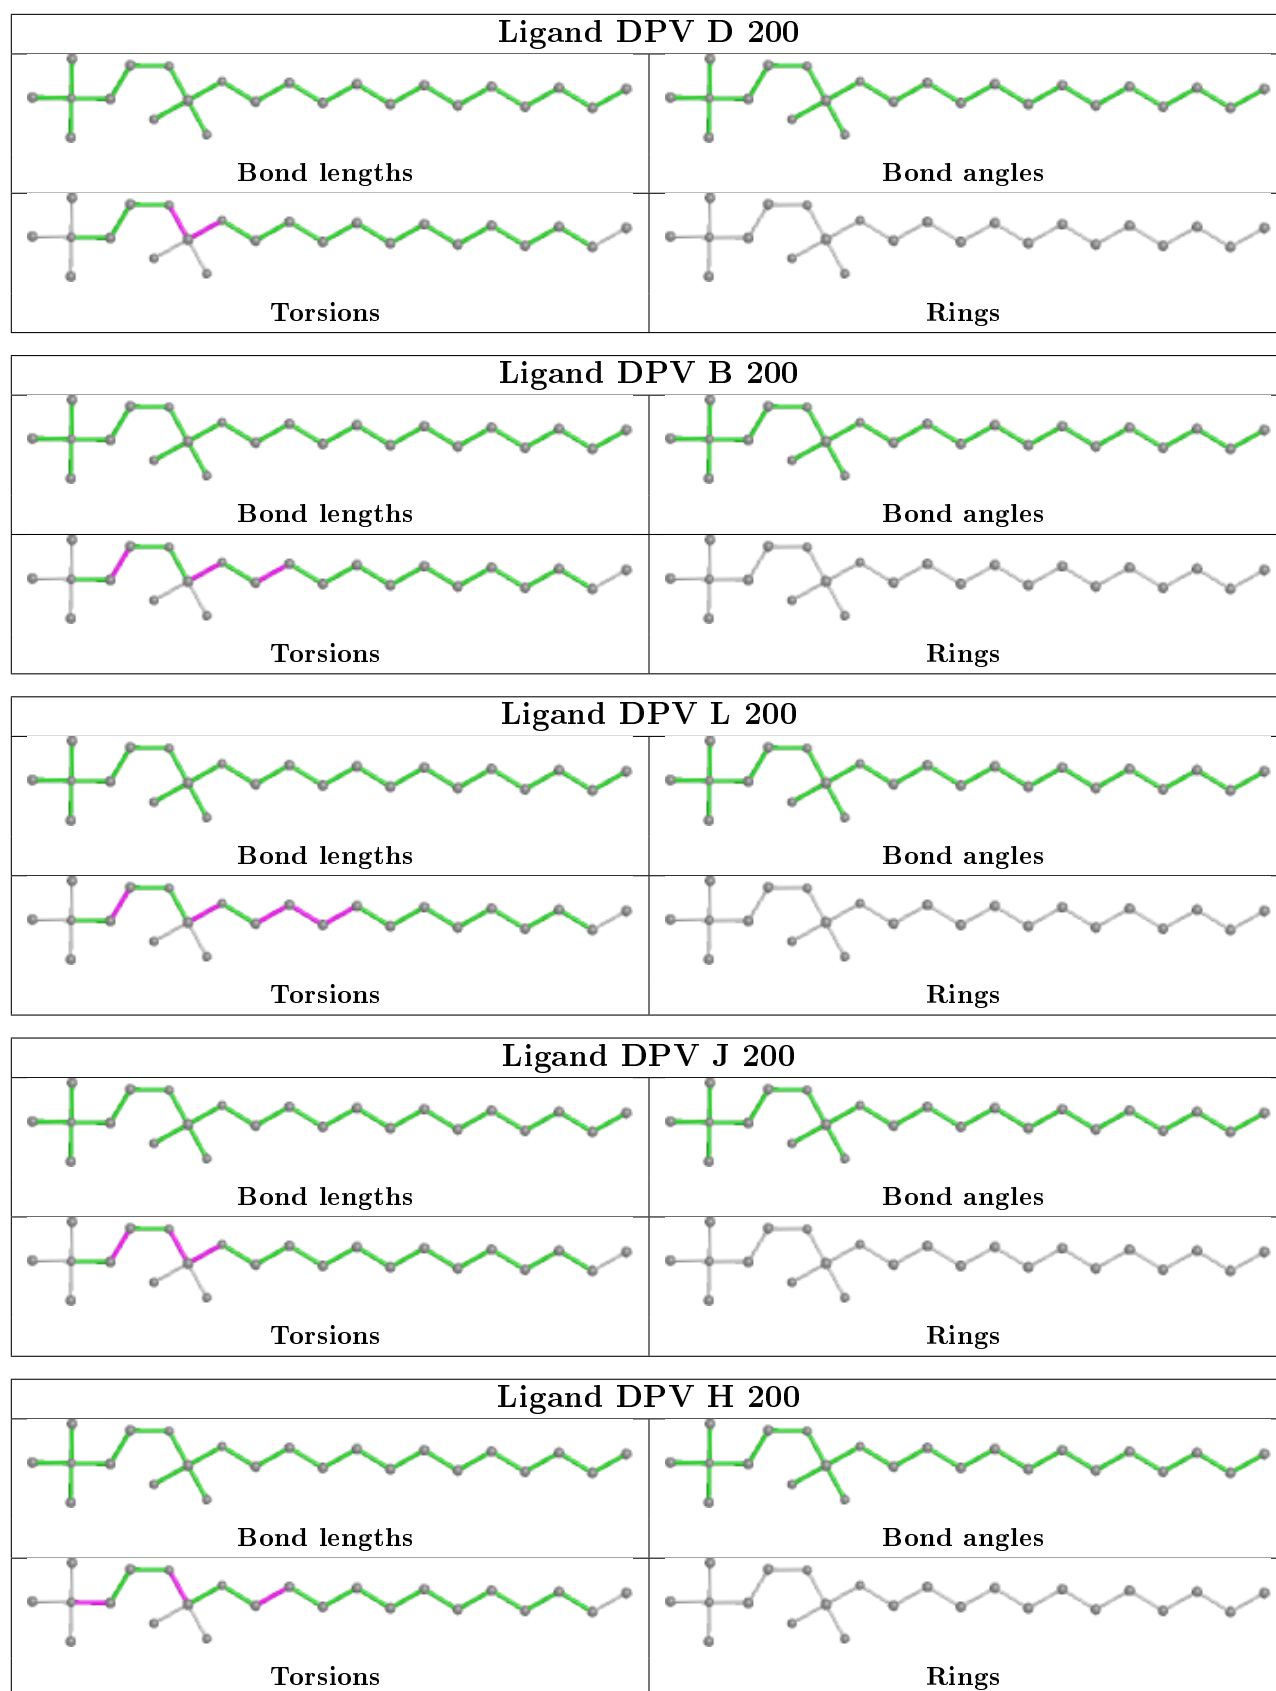 Ligand DPV D 200
Bond lengths
Bond angles
Torsions
Rings
Ligand DPV B 200
Bond lengths
Bond angles
Torsions
Rings
Ligand DPV L 200
Bond lengths
Bond angles
Torsions
Rings
Ligand DPV J 200
Bond lengths
Bond angles
Torsions
Rings
Ligand DPV H 200
Bond lengths
Bond angles
Torsions
Rings